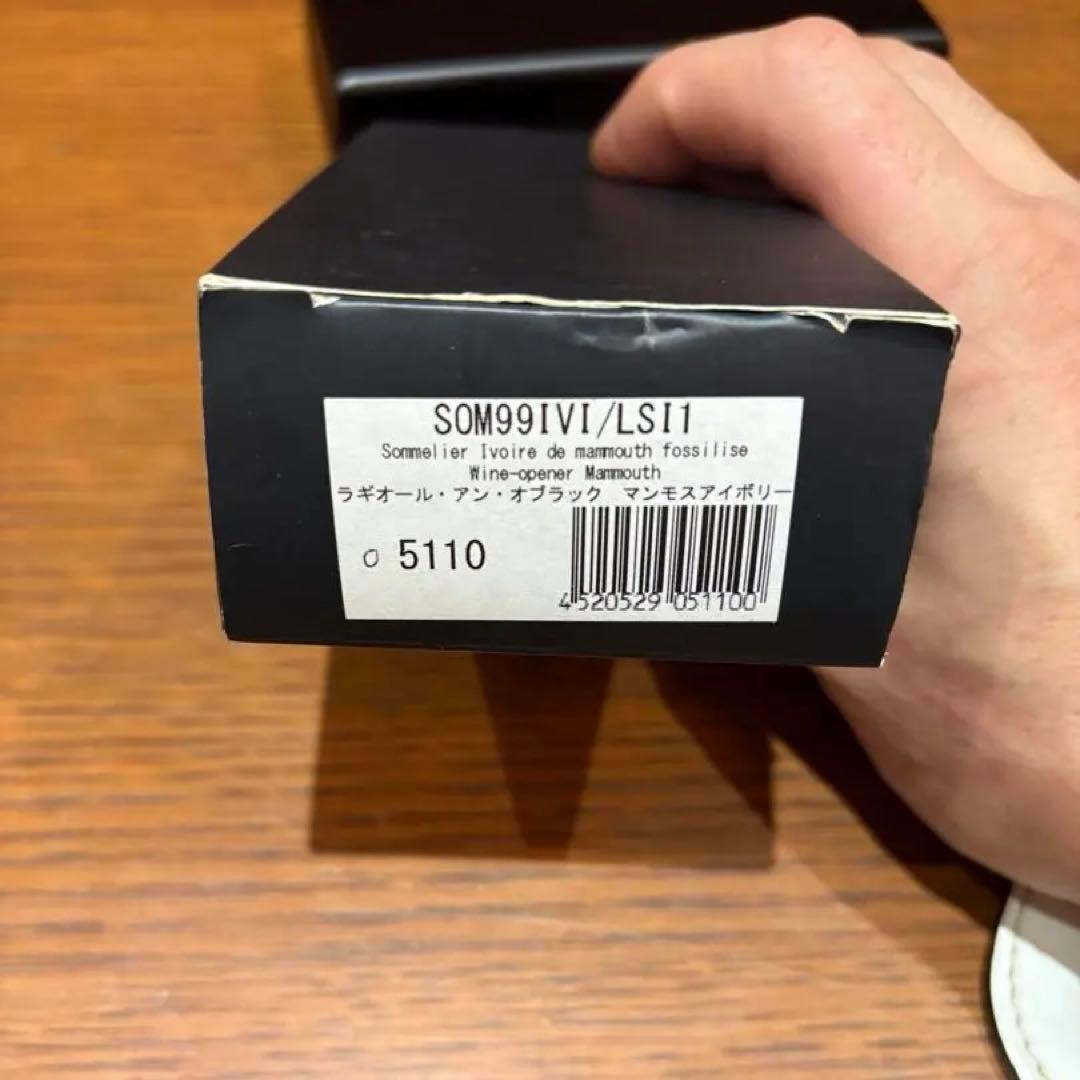 SOM99IVI/LSI1
Sommelier Ivoire de mammouth fossilise
Wine-opener Mammouth
ラギオール・アン・オブラック　マンモスアイボリー
○ 5110
4520529 051100